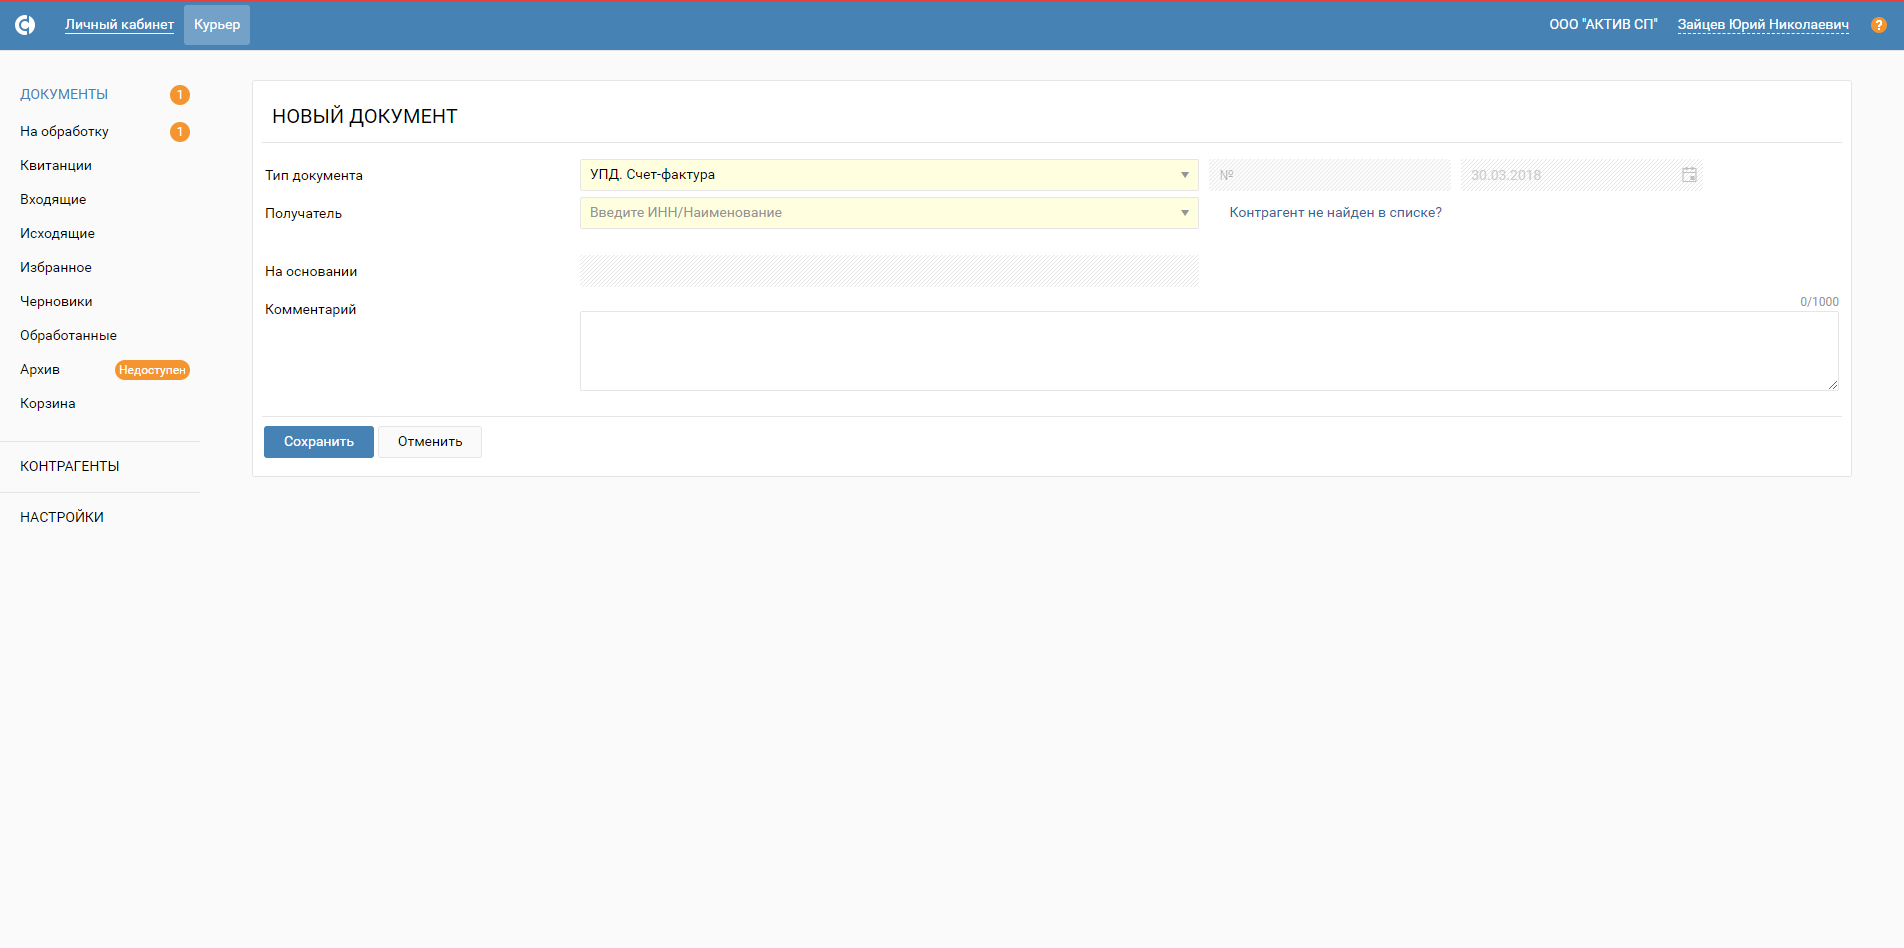 Личный кабинет Курьер ООО "АКТИВ СП" Зайцев Юрий Николаевич ?
ДОКУМЕНТЫ 1
На обработку 1
Квитанции
Входящие
Исходящие
Избранное
Черновики
Обработанные
Архив Недоступен
Корзина
КОНТРАГЕНТЫ
НАСТРОЙКИ
НОВЫЙ ДОКУМЕНТ
Тип документа УПД. Счет-фактура № 30.03.2018
Получатель Введите ИНН/Наименование Контрагент не найден в списке?
На основании
Комментарий 0/1000
Сохранить Отменить